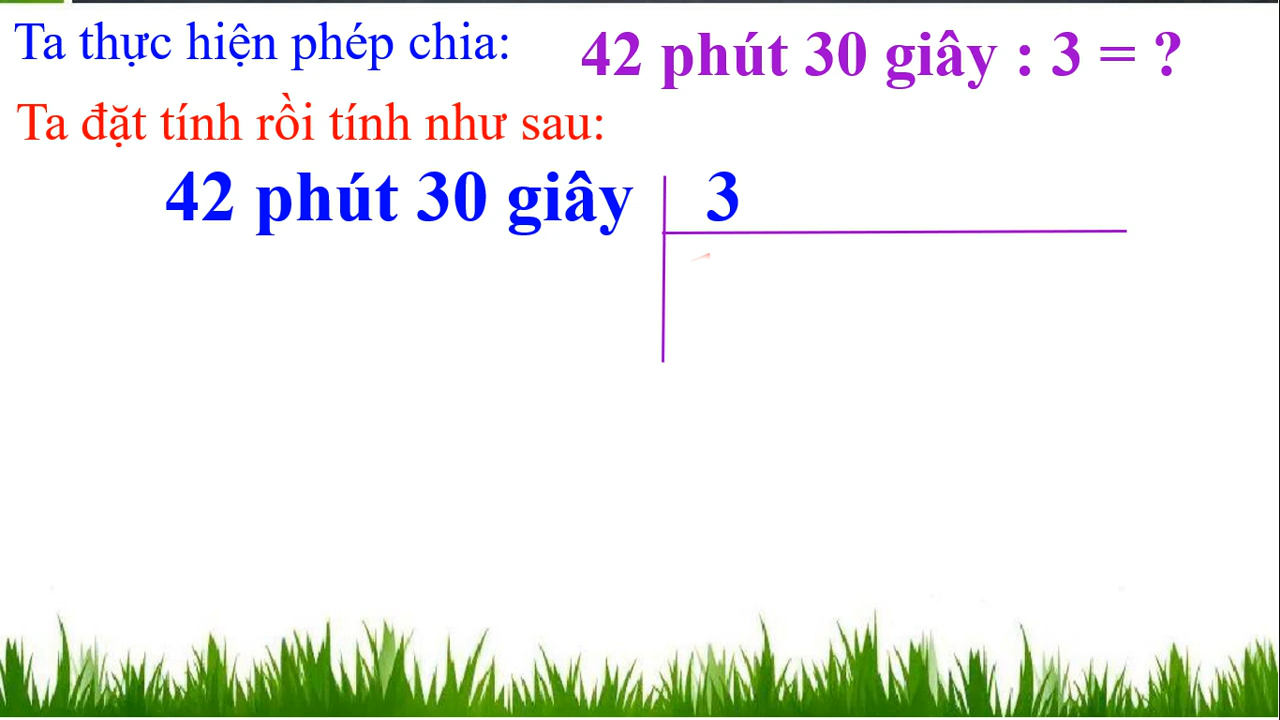 Ta thực hiện phép chia: 42 phút 30 giây : 3 = ?
Ta đặt tính rồi tính như sau:
42 phút 30 giây 3